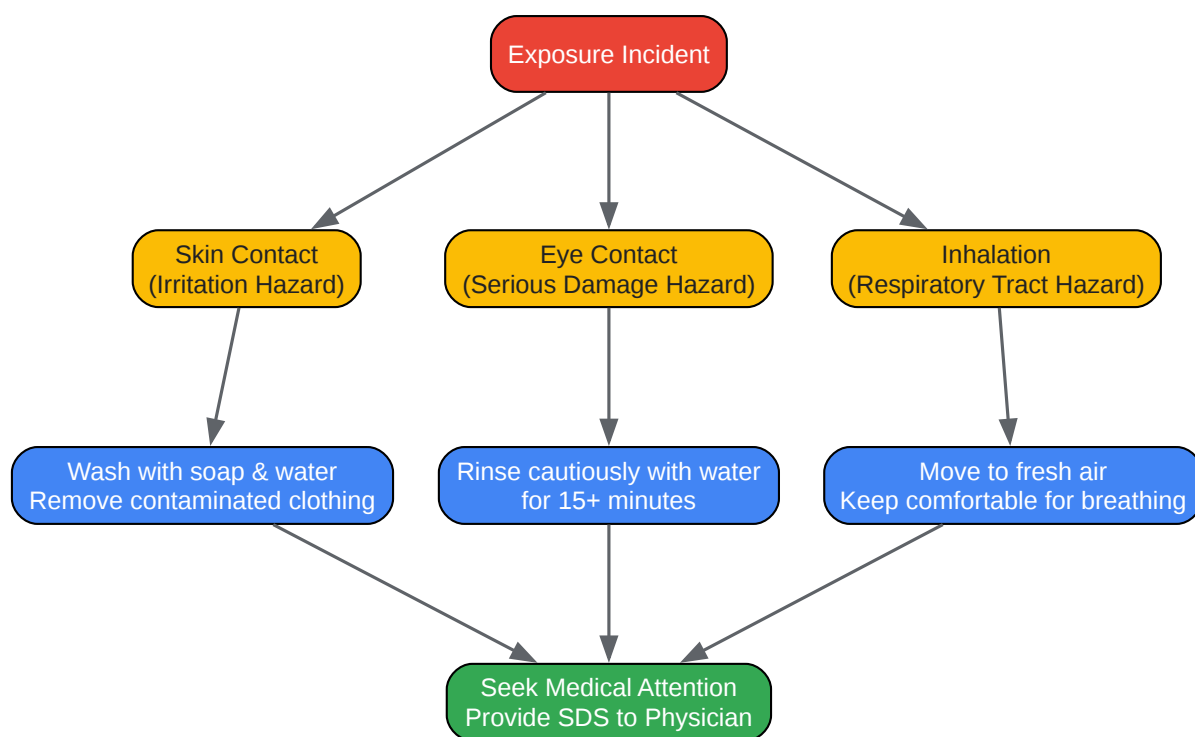 Exposure Incident
Skin Contact
(Irritation Hazard)
Eye Contact
(Serious Damage Hazard)
Inhalation
(Respiratory Tract Hazard)
Wash with soap & water
Remove contaminated clothing
Rinse cautiously with water
for 15+ minutes
Move to fresh air
Keep comfortable for breathing
Seek Medical Attention
Provide SDS to Physician